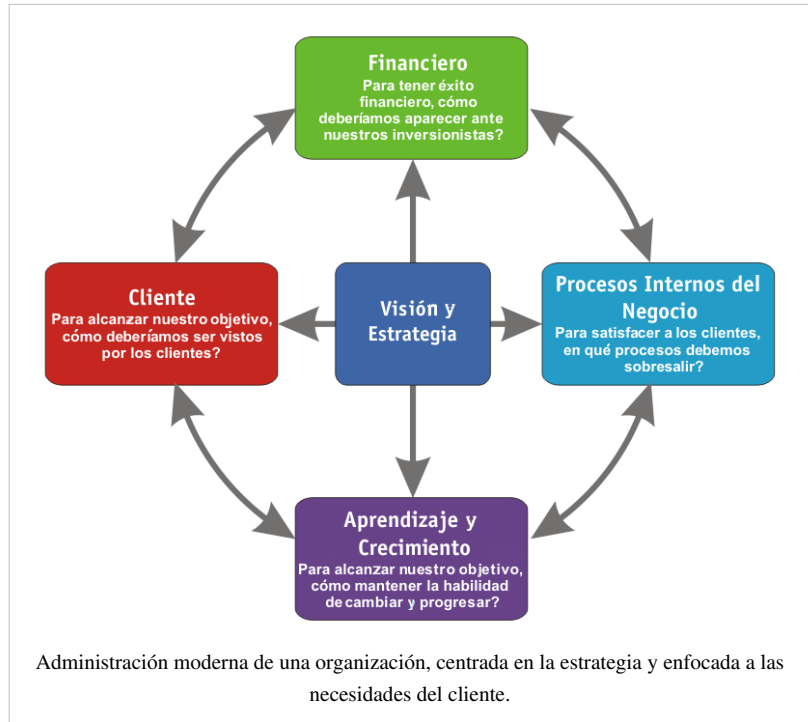 Financiero
Para tener éxito
financiero, cómo
deberíamos aparecer ante
nuestros inversionistas?
Cliente
Para alcanzar nuestro objetivo,
cómo deberíamos ser vistos
por los clientes?
Visión y
Estrategia
Procesos Internos del
Negocio
Para satisfacer a los clientes,
en qué procesos debemos
sobresalir?
Aprendizaje y
Crecimiento
Para alcanzar nuestro objetivo,
cómo mantener la habilidad
de cambiar y progresar?
Administración moderna de una organización, centrada en la estrategia y enfocada a las
necesidades del cliente.